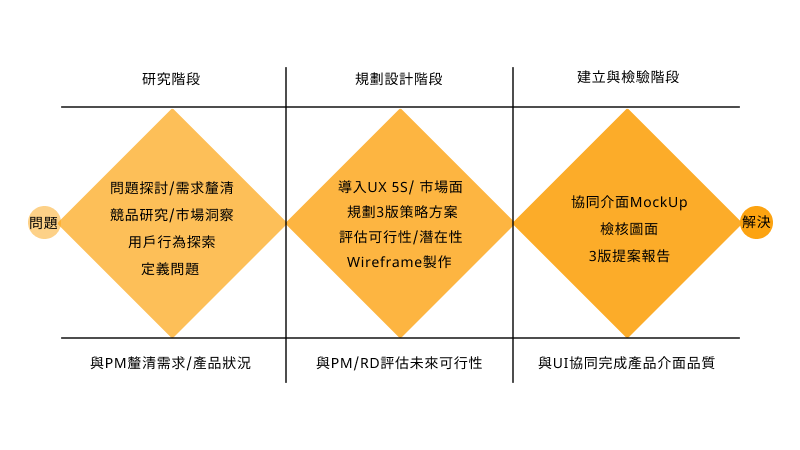 研究階段
規劃設計階段
建立與檢驗階段
問題
問題探討/需求釐清
競品研究/市場洞察
用戶行為探索
定義問題
導入UX 5S/ 市場面
規劃3版策略方案
評估可行性/潛在性
Wireframe製作
協同介面MockUp
檢核圖面
3版提案報告
解決
與PM釐清需求/產品狀況
與PM/RD評估未來可行性
與UI協同完成產品介面品質